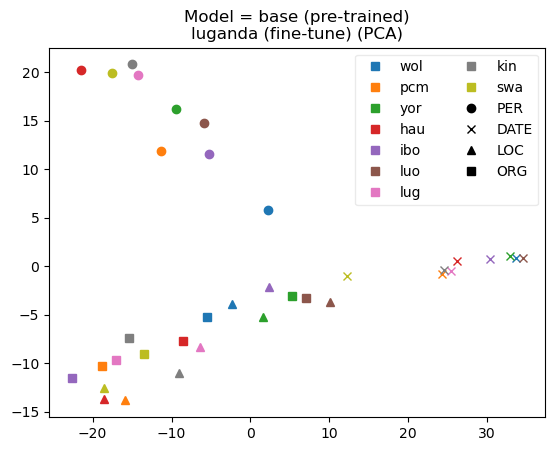 Model = base (pre-trained)
luganda (fine-tune) (PCA)
20
15
10
5
0
−5
−10
−15
−20
−10
0
10
20
30
wol
pcm
yor
hau
ibo
luo
lug
kin
swa
PER
DATE
LOC
ORG